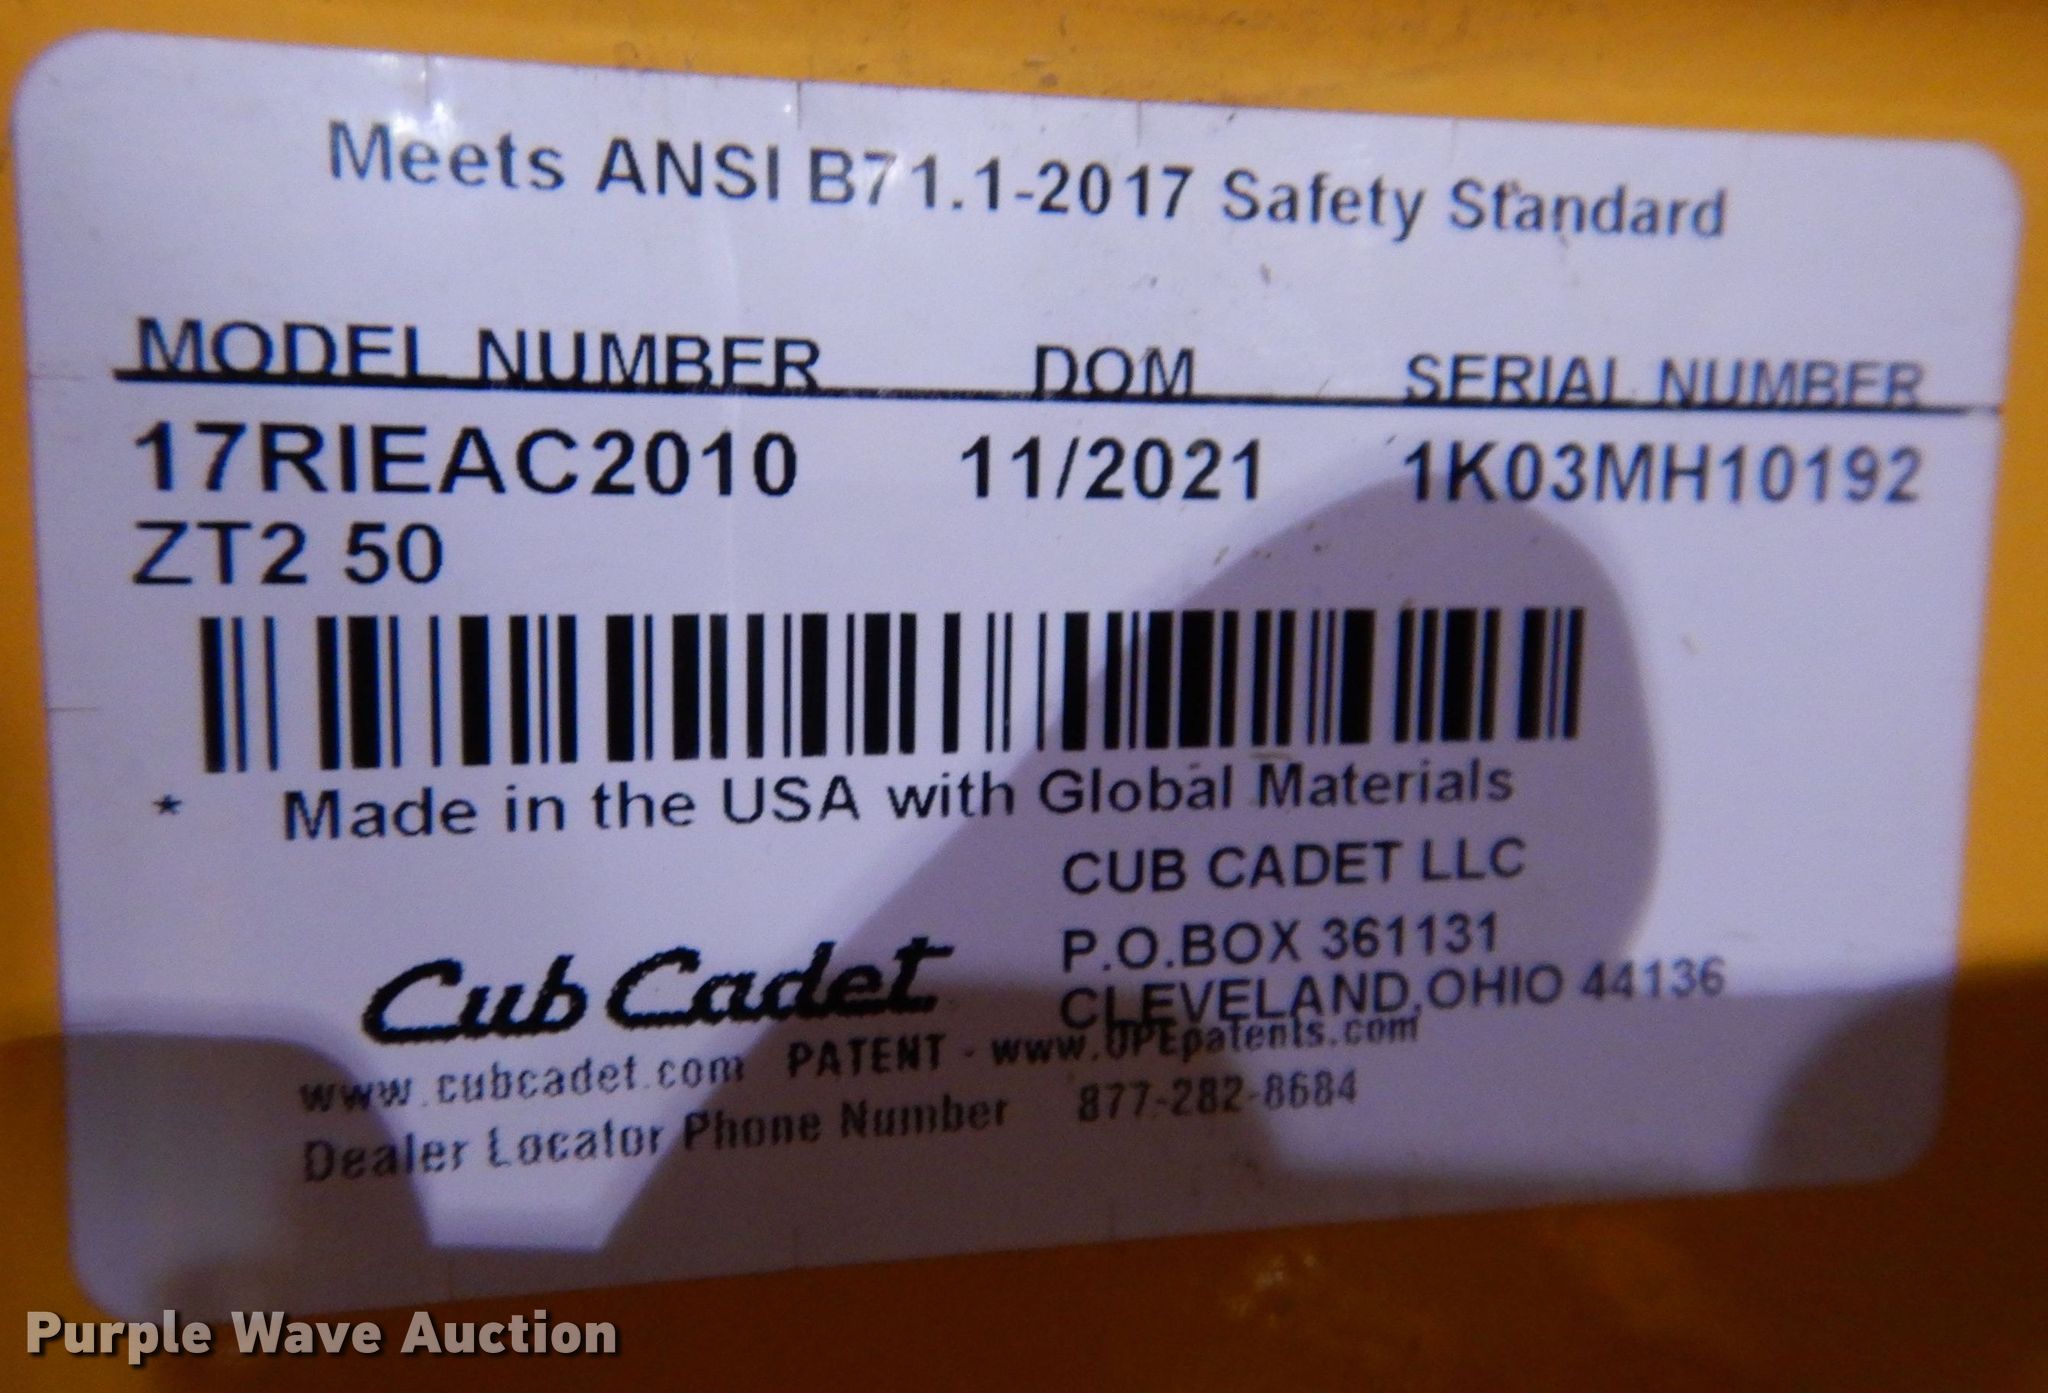 Meets ANSI B71.1-2017 Safety Standard
MODEL NUMBER DOM SERIAL NUMBER
17RIEAC2010 11/2021 1K03MH10192
ZT2 50
* Made in the USA with Global Materials
CUB CADET LLC
P.O.BOX 361131
CLEVELAND,OHIO 44136
Cub Cadet
www.cubcadet.com PATENT - www.OPEpatents.com
Dealer Locator Phone Number 877-282-8684
Purple Wave Auction